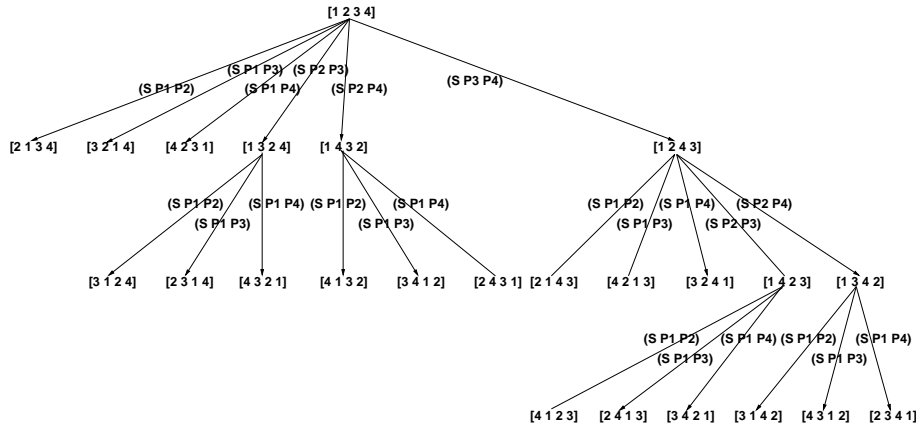 [1 2 3 4]
(S P1 P2)
(S P1 P3)
(S P1 P4)
(S P2 P3)
(S P2 P4)
(S P3 P4)
[2 1 3 4]
[3 2 1 4]
[4 2 3 1]
[1 3 2 4]
[1 4 3 2]
[1 2 4 3]
(S P1 P2)
(S P1 P3)
(S P1 P4)
(S P1 P2)
(S P1 P3)
(S P1 P4)
(S P1 P2)
(S P1 P3)
(S P1 P4)
(S P2 P3)
(S P2 P4)
[3 1 2 4]
[2 3 1 4]
[4 3 2 1]
[4 1 3 2]
[3 4 1 2]
[2 4 3 1]
[2 1 4 3]
[4 2 1 3]
[3 2 4 1]
[1 4 2 3]
[1 3 4 2]
(S P1 P2)
(S P1 P3)
(S P1 P4)
(S P1 P2)
(S P1 P3)
(S P1 P4)
[4 1 2 3]
[2 4 1 3]
[3 4 2 1]
[3 1 4 2]
[4 3 1 2]
[2 3 4 1]